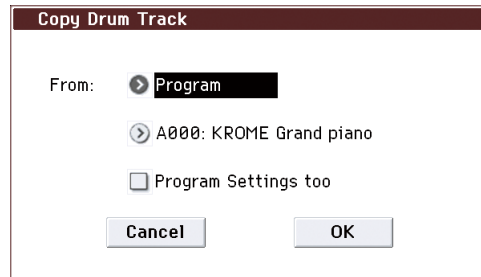 Copy Drum Track
From: Program
A000: KROME Grand piano
Program Settings too
Cancel OK